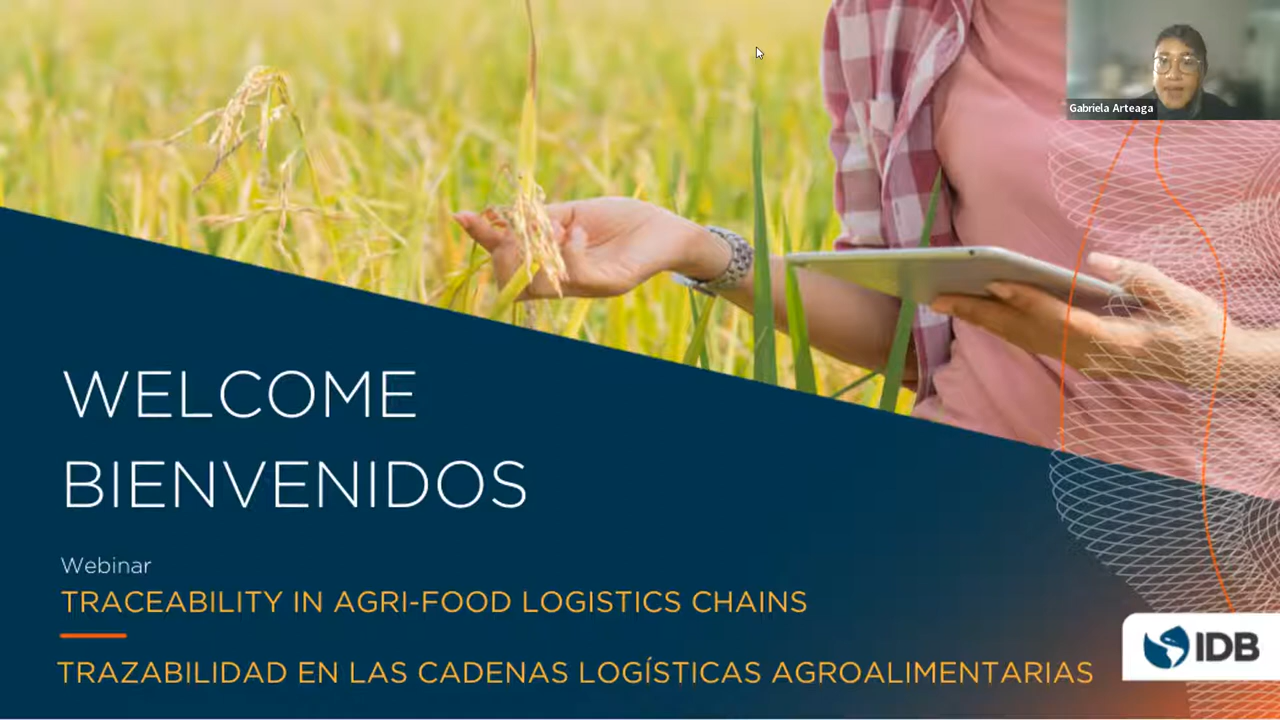 Gabriela Arteaga
WELCOME
BIENVENIDOS
Webinar
TRACEABILITY IN AGRI-FOOD LOGISTICS CHAINS
TRAZABILIDAD EN LAS CADENAS LOGÍSTICAS AGROALIMENTARIAS
IDB